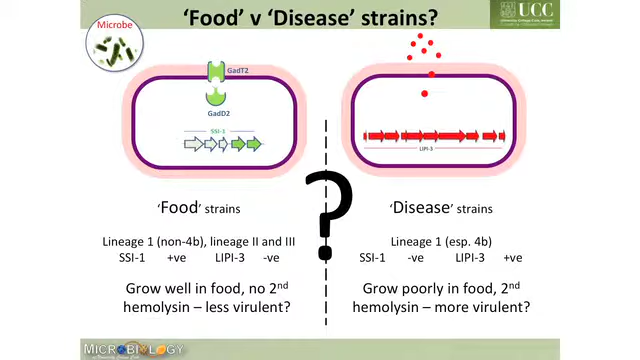 'Food' v 'Disease' strains?
Microbe
UCC
GadT2
GadD2
SSI-1
LIPI-3
?
'Food' strains
Lineage 1 (non-4b), lineage II and III
SSI-1 +ve LIPI-3 -ve
Grow well in food, no 2nd
hemolysin – less virulent?
'Disease' strains
Lineage 1 (esp. 4b)
SSI-1 -ve LIPI-3 +ve
Grow poorly in food, 2nd
hemolysin – more virulent?
MICROBIOLOGY